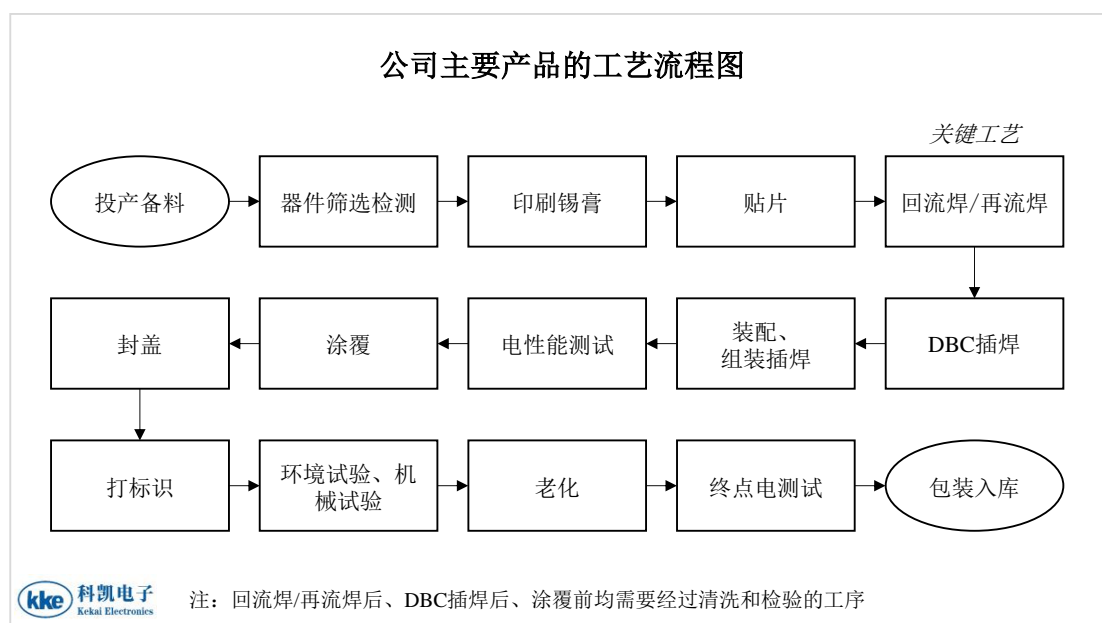 公司主要产品的工艺流程图
关键工艺
投产备料
器件筛选检测
印刷锡膏
贴片
回流焊/再流焊
DBC插焊
装配、
组装插焊
电性能测试
涂覆
封盖
打标识
环境试验、机
械试验
老化
终点电测试
包装入库
kke
科凯电子
Kekai Electronics
注：回流焊/再流焊后、DBC插焊后、涂覆前均需要经过清洗和检验的工序